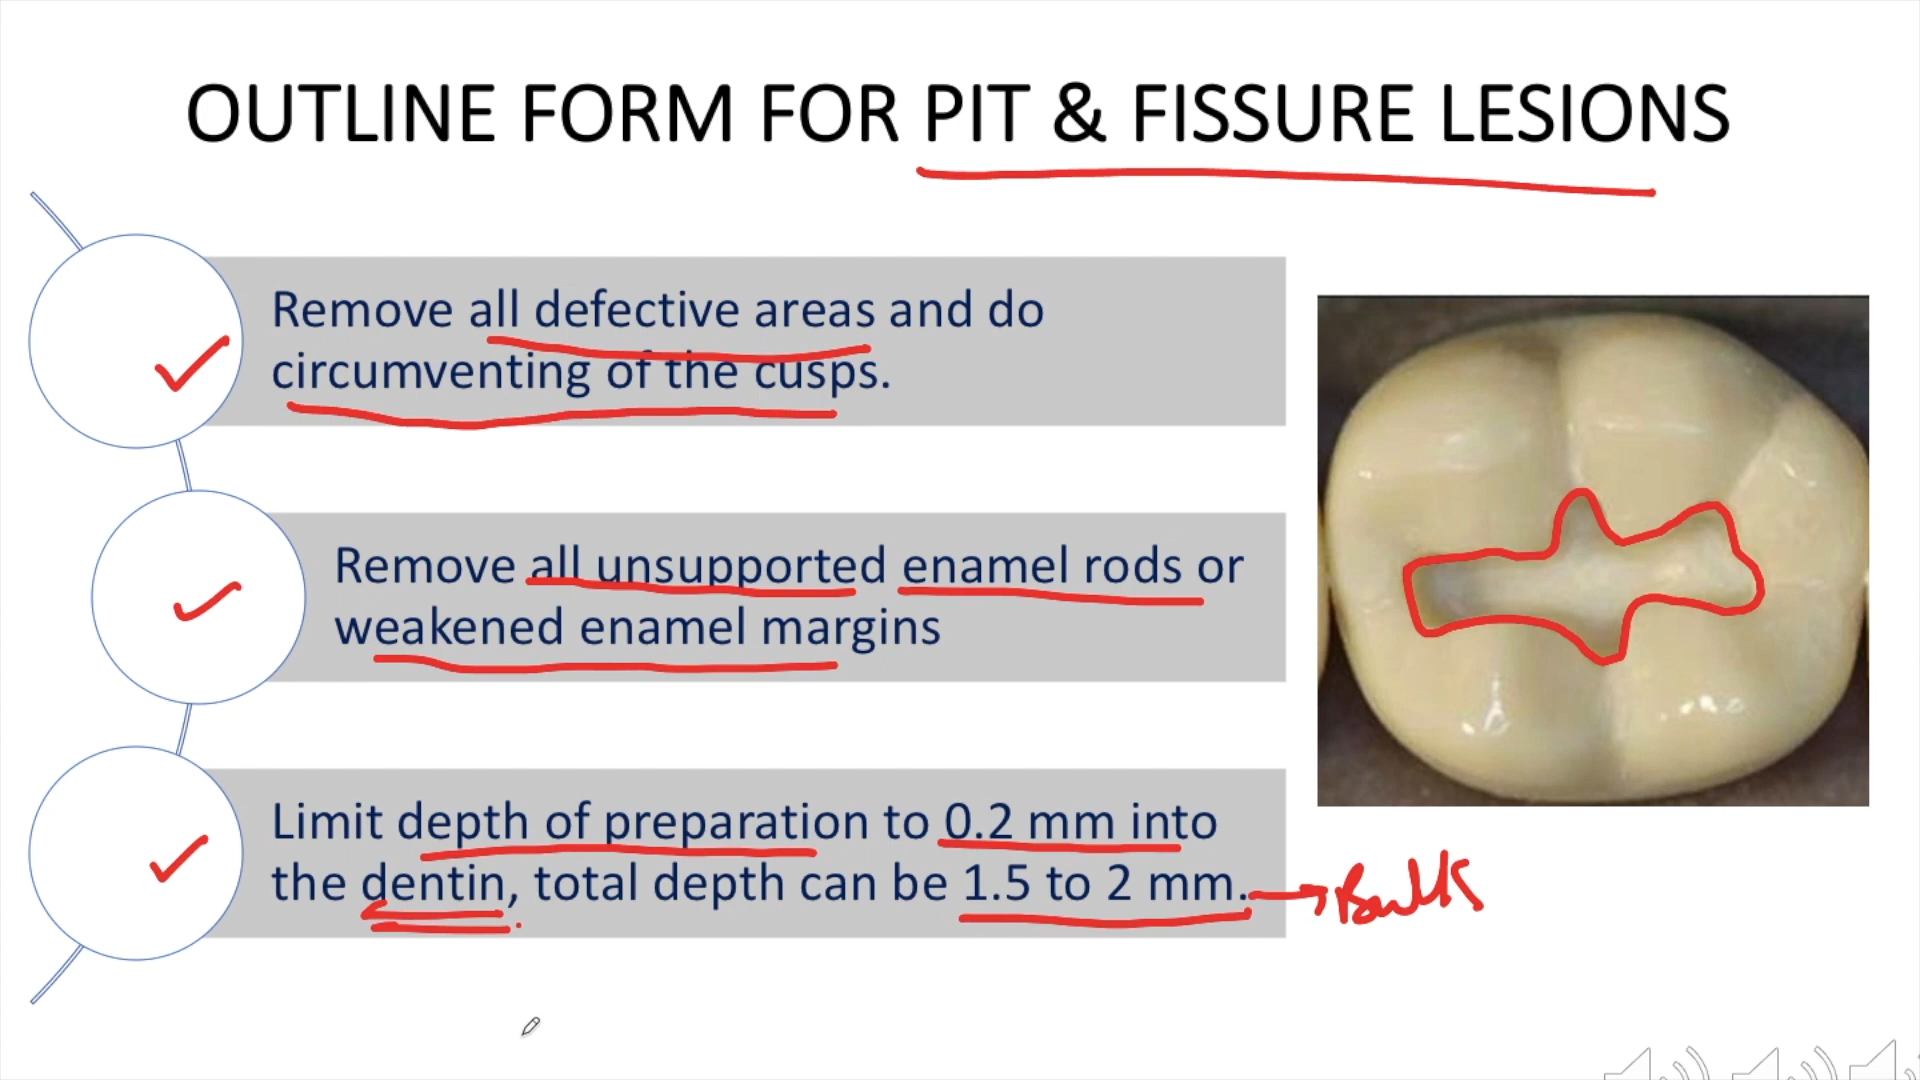 OUTLINE FORM FOR PIT & FISSURE LESIONS
Remove all defective areas and do
circumventing of the cusps.
Remove all unsupported enamel rods or
weakened enamel margins
Limit depth of preparation to 0.2 mm into
the dentin, total depth can be 1.5 to 2 mm.
Bulk